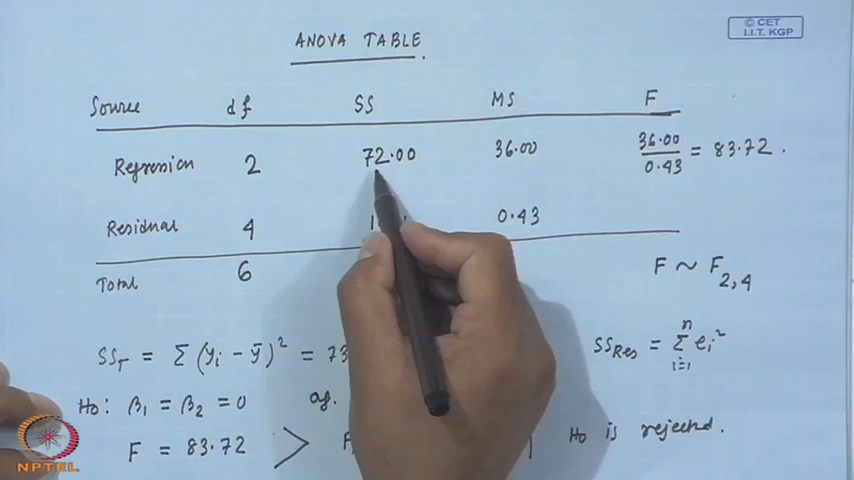 © CET
I.I.T. KGP
ANOVA TABLE
Source df SS MS F
Regression 2 72.00 36.00 36.00/0.43 = 83.72.
Residual 4 0.43
Total 6
F ~ F2,4
SST = Σ (yi - ȳ)² = 73
SSRes = Σ(i=1 to n) ei²
H0: β1 = β2 = 0 ag.
F = 83.72 > F H0 is rejected.
NPTEL